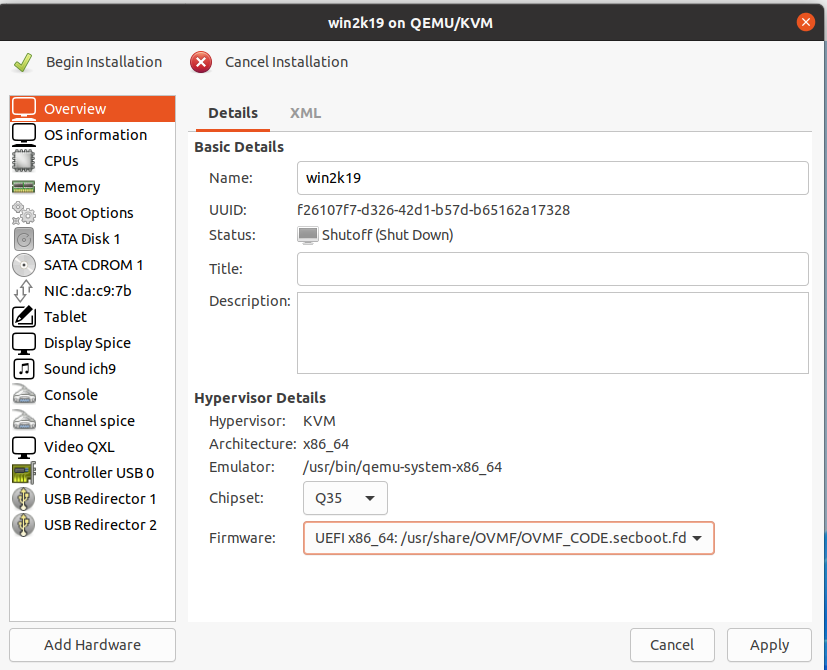 win2k19 on QEMU/KVM
Begin Installation
Cancel Installation
Overview
OS information
CPUs
Memory
Boot Options
SATA Disk 1
SATA CDROM 1
NIC :da:c9:7b
Tablet
Display Spice
Sound ich9
Console
Channel spice
Video QXL
Controller USB 0
USB Redirector 1
USB Redirector 2
Add Hardware
Details
XML
Basic Details
Name: win2k19
UUID: f26107f7-d326-42d1-b57d-b65162a17328
Status: Shutoff (Shut Down)
Title:
Description:
Hypervisor Details
Hypervisor: KVM
Architecture: x86_64
Emulator: /usr/bin/qemu-system-x86_64
Chipset: Q35
Firmware: UEFI x86_64: /usr/share/OVMF/OVMF_CODE.secboot.fd
Cancel
Apply